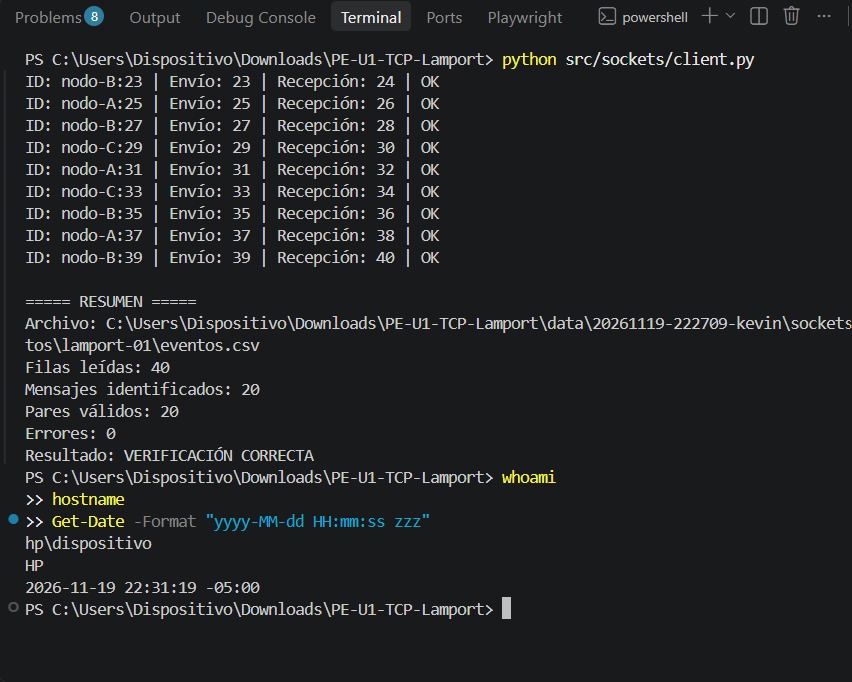 Problems 8 Output Debug Console Terminal Ports Playwright powershell
PS C:\Users\Dispositivo\Downloads\PE-U1-TCP-Lamport> python src/sockets/client.py
ID: nodo-B:23 | Envío: 23 | Recepción: 24 | OK
ID: nodo-A:25 | Envío: 25 | Recepción: 26 | OK
ID: nodo-B:27 | Envío: 27 | Recepción: 28 | OK
ID: nodo-C:29 | Envío: 29 | Recepción: 30 | OK
ID: nodo-A:31 | Envío: 31 | Recepción: 32 | OK
ID: nodo-C:33 | Envío: 33 | Recepción: 34 | OK
ID: nodo-B:35 | Envío: 35 | Recepción: 36 | OK
ID: nodo-A:37 | Envío: 37 | Recepción: 38 | OK
ID: nodo-B:39 | Envío: 39 | Recepción: 40 | OK
===== RESUMEN =====
Archivo: C:\Users\Dispositivo\Downloads\PE-U1-TCP-Lamport\data\20261119-222709-kevin\sockets
tos\lamport-01\eventos.csv
Filas leídas: 40
Mensajes identificados: 20
Pares válidos: 20
Errores: 0
Resultado: VERIFICACIÓN CORRECTA
PS C:\Users\Dispositivo\Downloads\PE-U1-TCP-Lamport> whoami
>> hostname
>> Get-Date -Format "yyyy-MM-dd HH:mm:ss zzz"
hp\dispositivo
HP
2026-11-19 22:31:19 -05:00
PS C:\Users\Dispositivo\Downloads\PE-U1-TCP-Lamport>